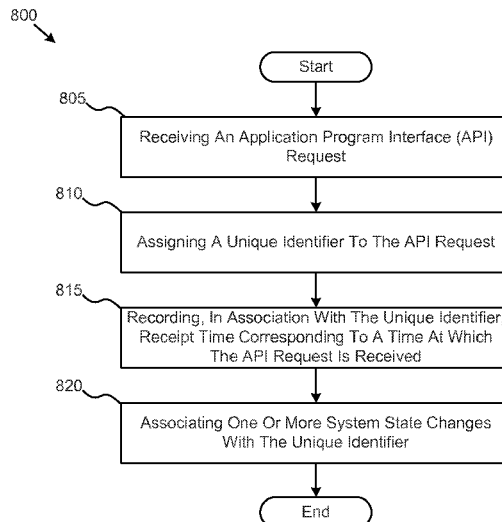 800
Start
805
Receiving An Application Program Interface (API)
Request
810
Assigning A Unique Identifier To The API Request
815
Recording, In Association With The Unique Identifier,
Receipt Time Corresponding To A Time At Which
The API Request Is Received
820
Associating One Or More System State Changes
With The Unique Identifier
End